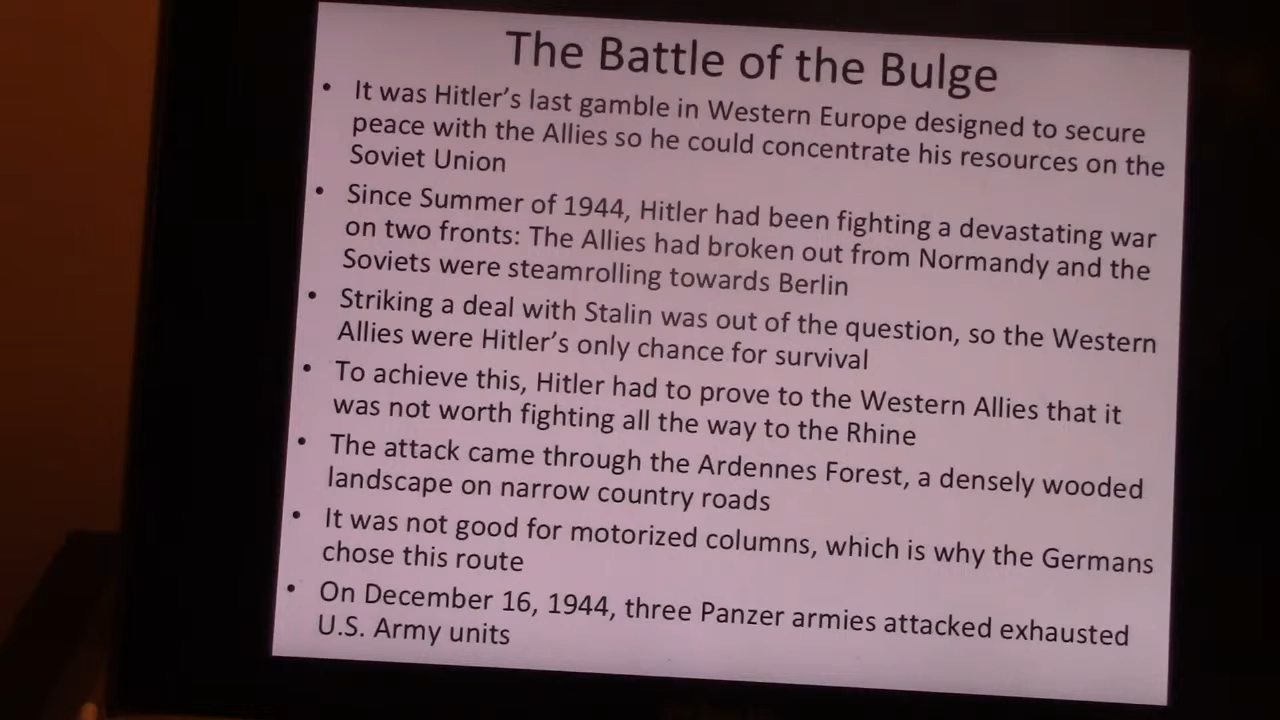 The Battle of the Bulge
• It was Hitler's last gamble in Western Europe designed to secure
peace with the Allies so he could concentrate his resources on the
Soviet Union
• Since Summer of 1944, Hitler had been fighting a devastating war
on two fronts: The Allies had broken out from Normandy and the
Soviets were steamrolling towards Berlin
• Striking a deal with Stalin was out of the question, so the Western
Allies were Hitler's only chance for survival
• To achieve this, Hitler had to prove to the Western Allies that it
was not worth fighting all the way to the Rhine
• The attack came through the Ardennes Forest, a densely wooded
landscape on narrow country roads
• It was not good for motorized columns, which is why the Germans
chose this route
• On December 16, 1944, three Panzer armies attacked exhausted
U.S. Army units